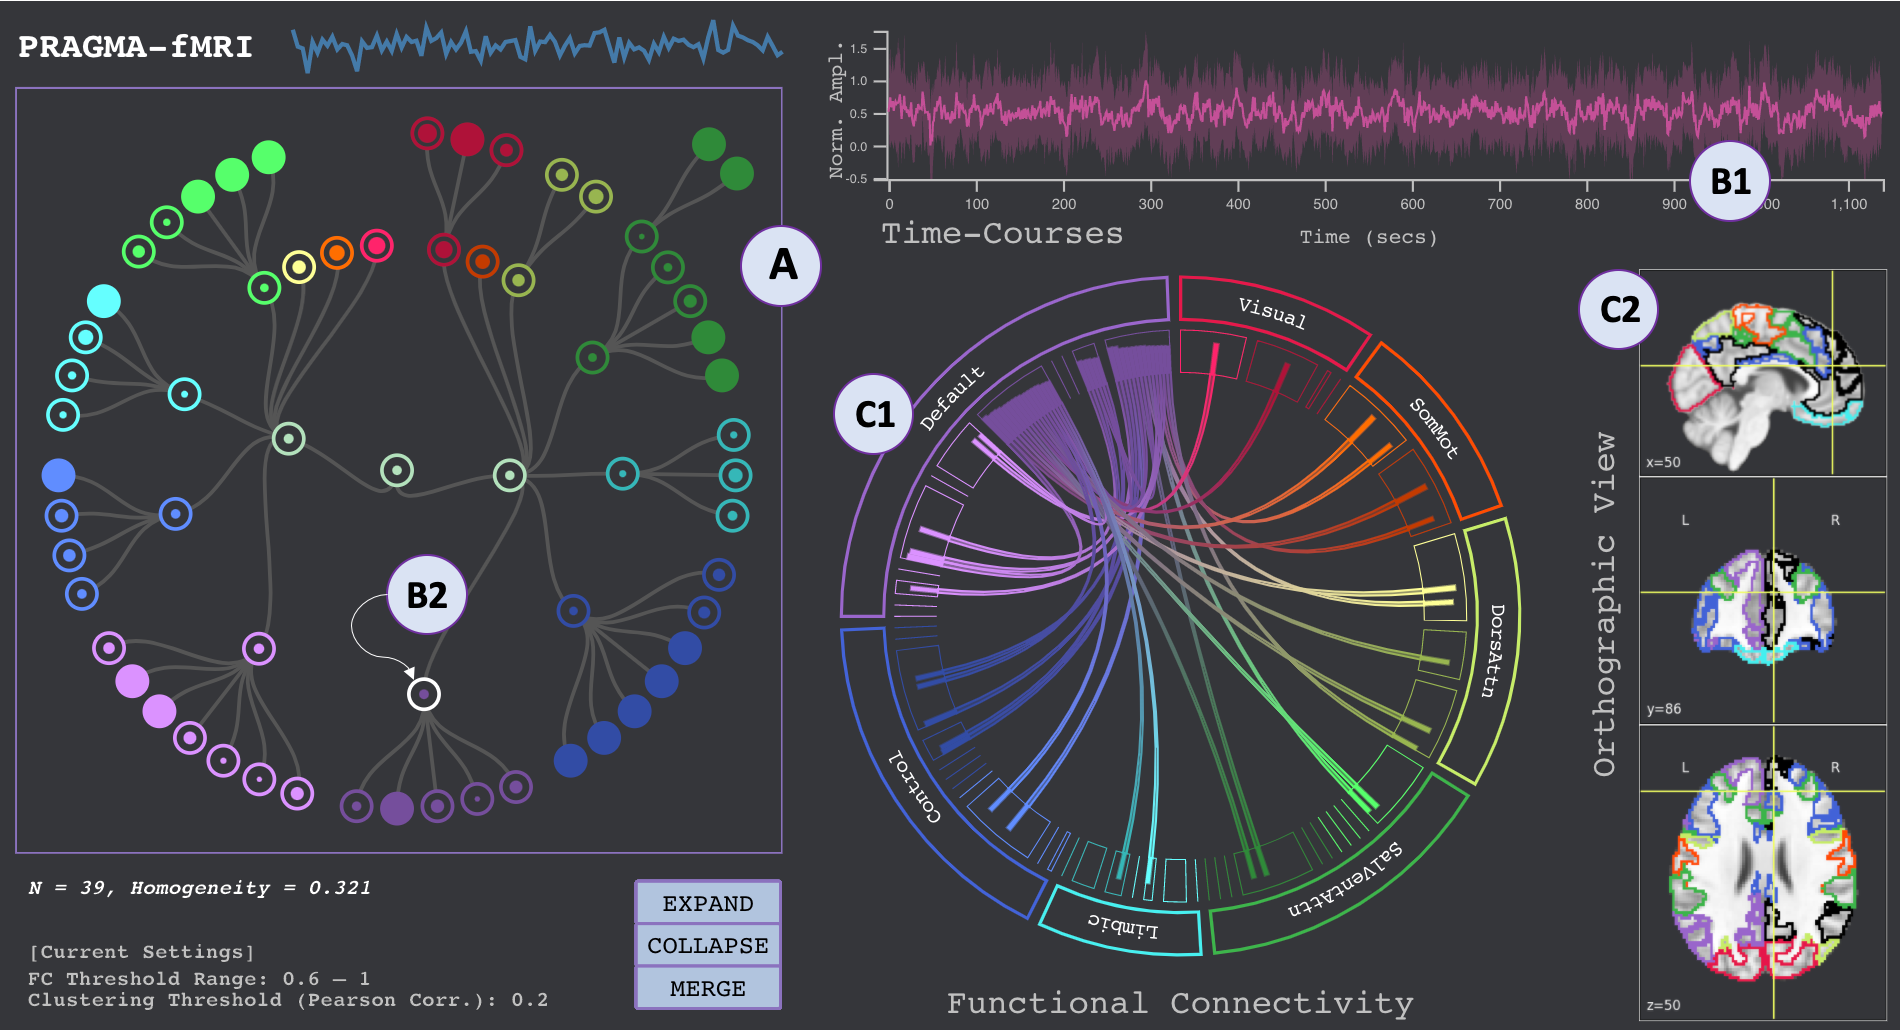 PRAGMA-fMRI
A
B2
N = 39, Homogeneity = 0.321
[Current Settings]
FC Threshold Range: 0.6 – 1
Clustering Threshold (Pearson Corr.): 0.2
EXPAND
COLLAPSE
MERGE
Norm. Ampl.
1.5
1.0
0.5
0.0
-0.5
0 100 200 300 400 500 600 700 800 900 1,100
B1
Time-Courses
Time (secs)
C1
Default
Visual
SomMot
DorsAttn
SalVentAttn
Limbic
Control
Functional Connectivity
C2
Orthographic View
x=50
L R
y=86
L R
z=50